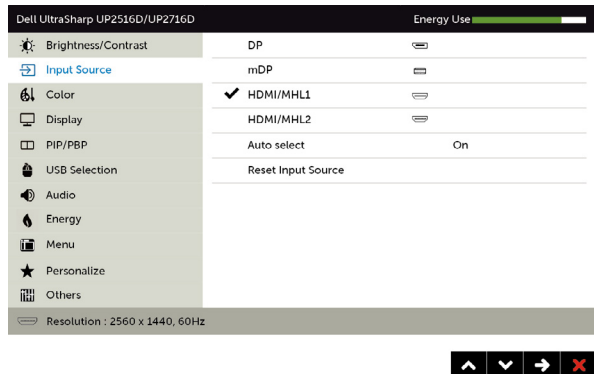 Dell UltraSharp UP2516D/UP2716D Energy Use
Brightness/Contrast DP
Input Source mDP
Color HDMI/MHL1
Display HDMI/MHL2
PIP/PBP Auto select On
USB Selection Reset Input Source
Audio
Energy
Menu
Personalize
Others
Resolution : 2560 x 1440, 60Hz